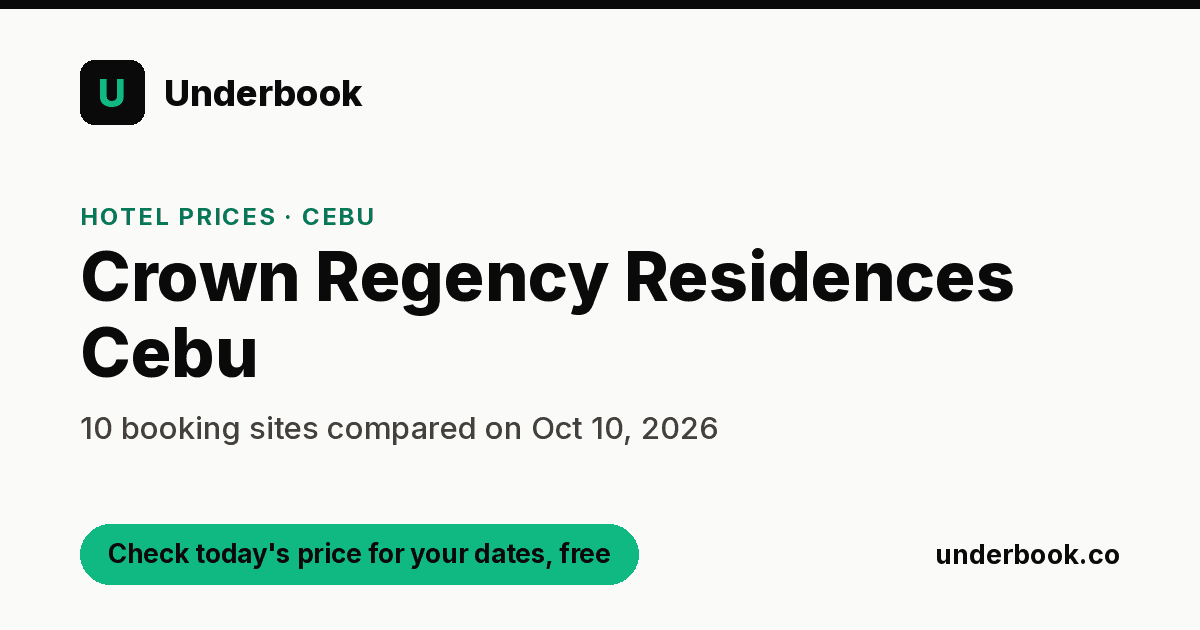 U Underbook
HOTEL PRICES · CEBU
Crown Regency Residences
Cebu
10 booking sites compared on Oct 10, 2026
Check today's price for your dates, free
underbook.co